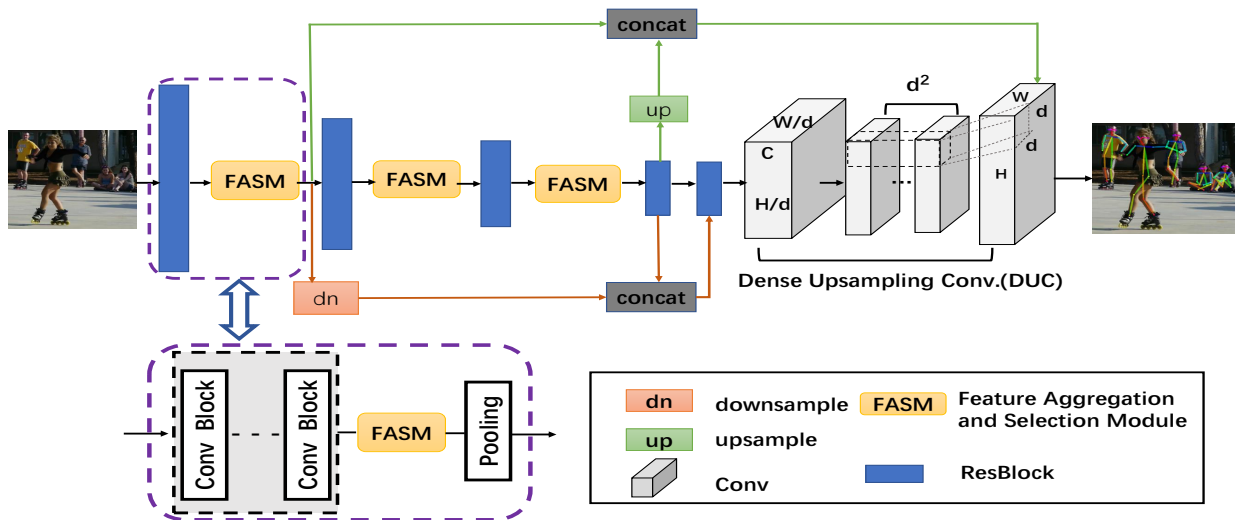 concat
d²
up
W
d
W/d
C
d
FASM
FASM
FASM
H
H/d
...
dn
concat
Dense Upsampling Conv.(DUC)
Conv Block
Conv Block
FASM
Pooling
dn
downsample
FASM
Feature Aggregation
and Selection Module
up
upsample
Conv
ResBlock